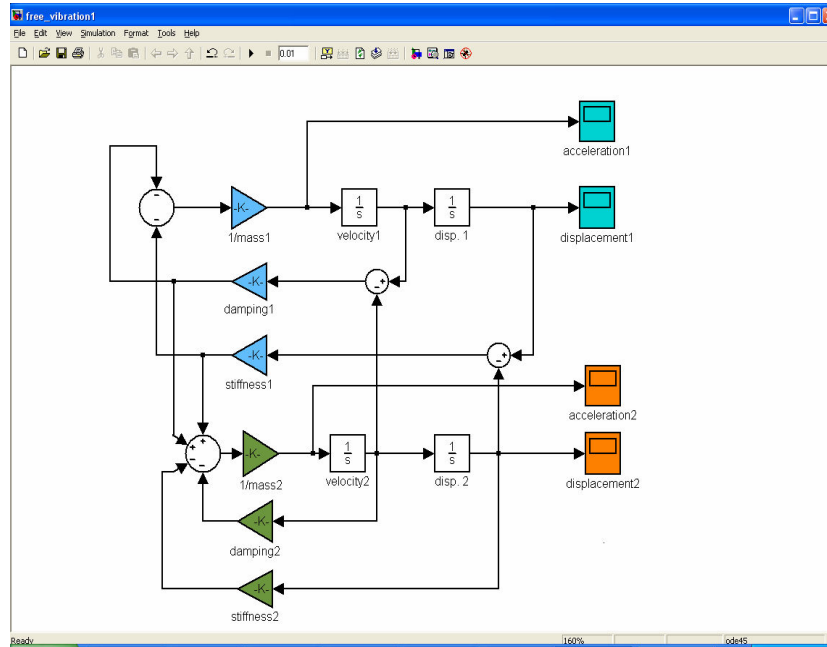 free_vibration1
File Edit View Simulation Format Tools Help
0.01
acceleration1
-
-
-K-
1/mass1
1
s
velocity1
1
s
disp. 1
displacement1
-K-
damping1
- +
-K-
stiffness1
- +
acceleration2
+
+
-
-
-K-
1/mass2
1
s
velocity2
1
s
disp. 2
displacement2
-K-
damping2
-K-
stiffness2
Ready 160% ode45